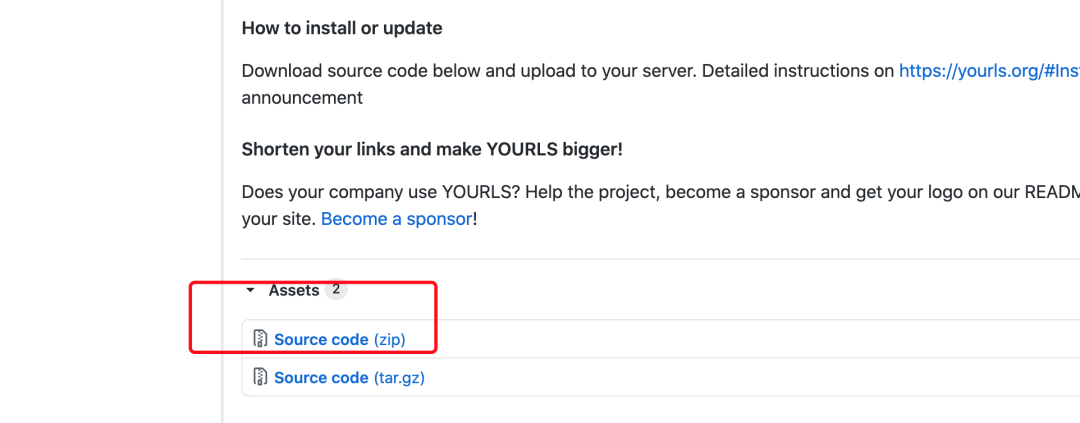 How to install or update
Download source code below and upload to your server. Detailed instructions on https://yourls.org/#Ins
announcement
Shorten your links and make YOURLS bigger!
Does your company use YOURLS? Help the project, become a sponsor and get your logo on our READM
your site. Become a sponsor!
Assets 2
Source code (zip)
Source code (tar.gz)